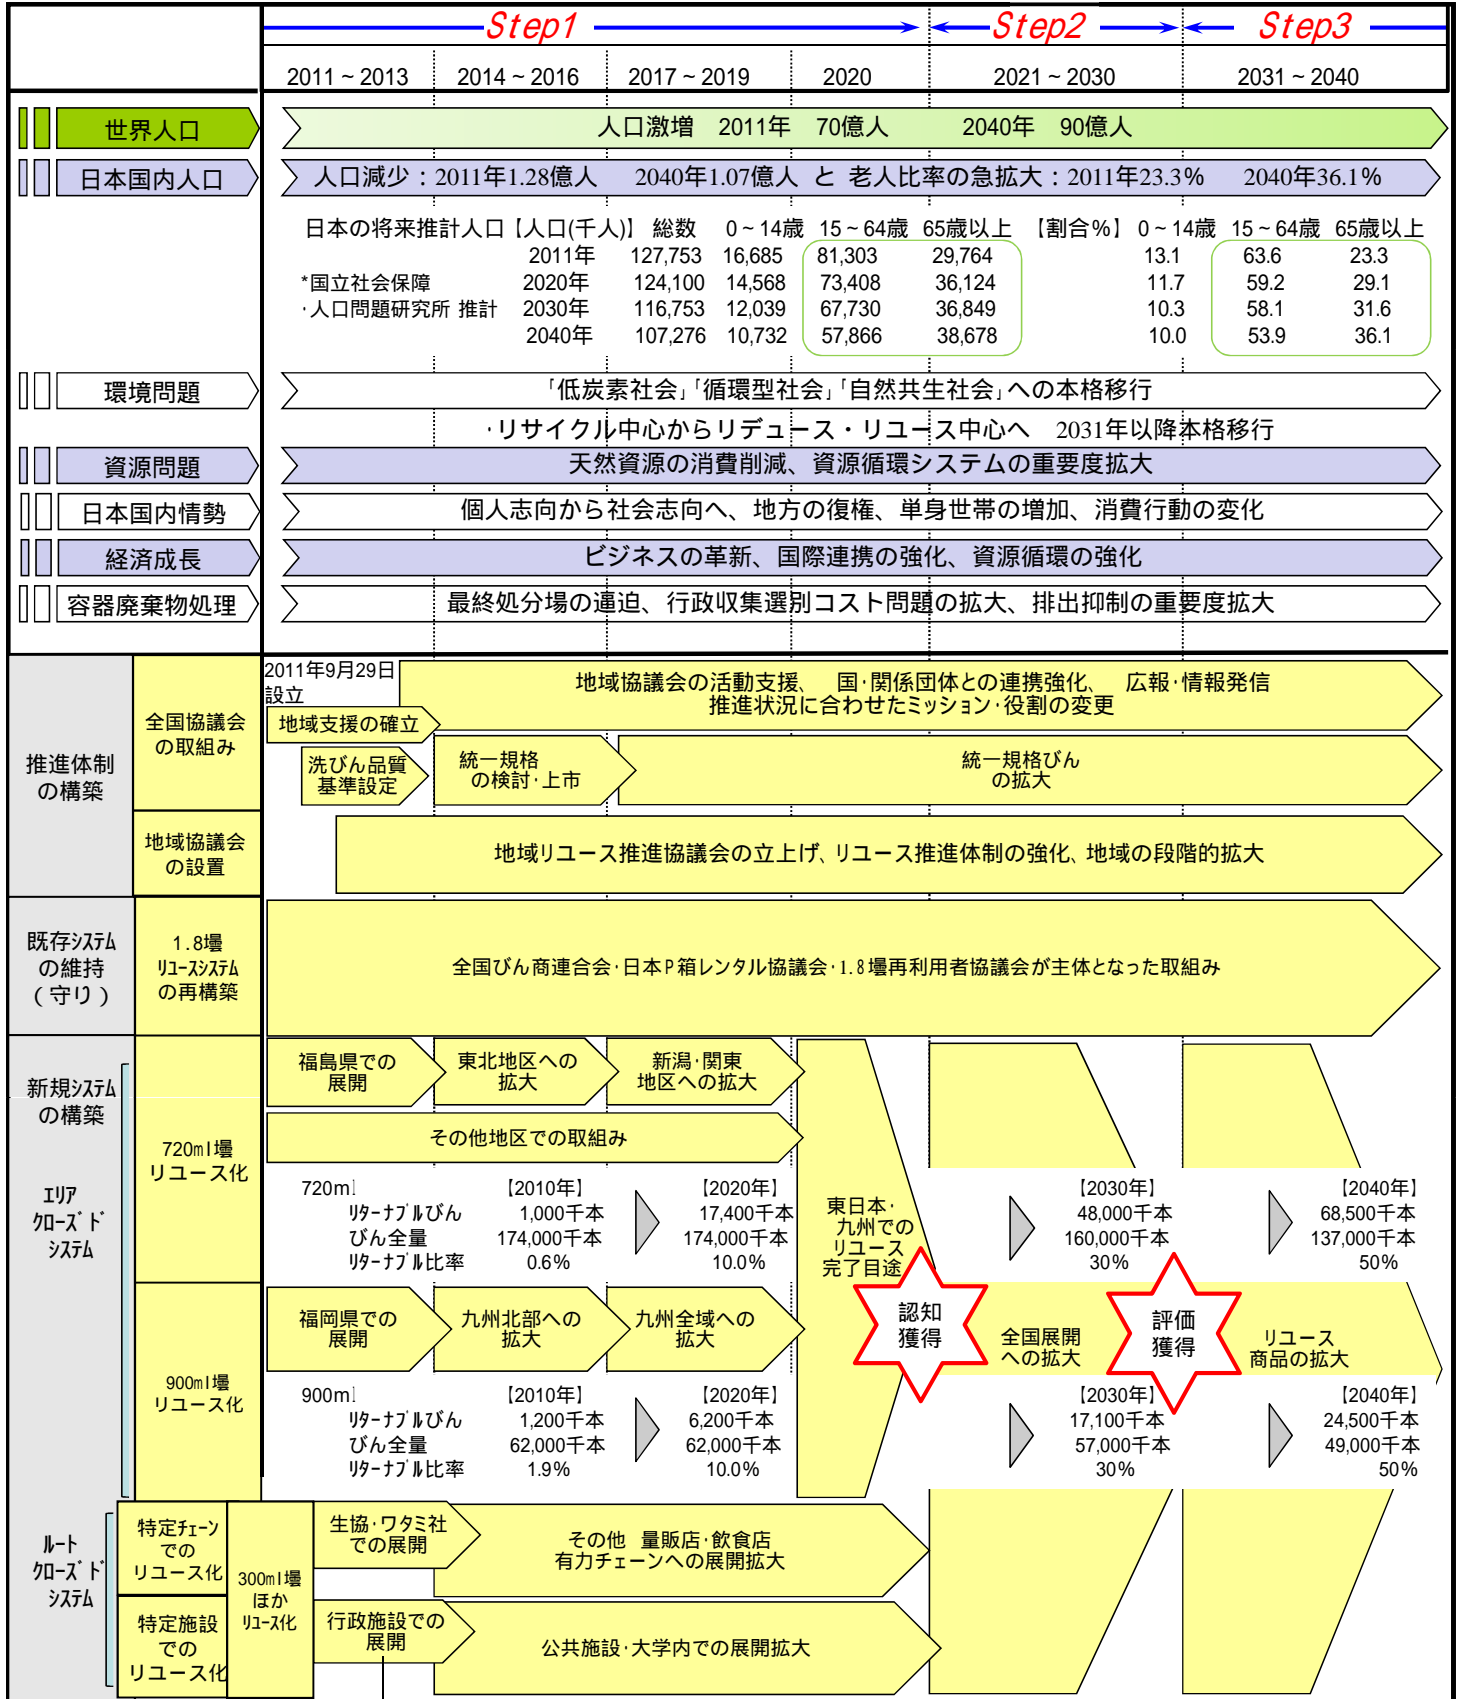 Step1 Step2 Step3
2011～2013 2014～2016 2017～2019 2020 2021～2030 2031～2040
世界人口 人口激増 2011年 70億人 2040年 90億人
日本国内人口 人口減少：2011年1.28億人 2040年1.07億人 と 老人比率の急拡大：2011年23.3% 2040年36.1%
日本の将来推計人口【人口(千人)】 総数 0～14歳 15～64歳 65歳以上 【割合%】 0～14歳 15～64歳 65歳以上
2011年 127,753 16,685 81,303 29,764 13.1 63.6 23.3
*国立社会保障 2020年 124,100 14,568 73,408 36,124 11.7 59.2 29.1
・人口問題研究所 推計 2030年 116,753 12,039 67,730 36,849 10.3 58.1 31.6
2040年 107,276 10,732 57,866 38,678 10.0 53.9 36.1
環境問題 「低炭素社会」「循環型社会」「自然共生社会」への本格移行
・リサイクル中心からリデュース・リユース中心へ 2031年以降本格移行
資源問題 天然資源の消費削減、資源循環システムの重要度拡大
日本国内情勢 個人志向から社会志向へ、地方の復権、単身世帯の増加、消費行動の変化
経済成長 ビジネスの革新、国際連携の強化、資源循環の強化
容器廃棄物処理 最終処分場の逼迫、行政収集選別コスト問題の拡大、排出抑制の重要度拡大
推進体制
の構築
全国協議会
の取組み
2011年9月29日
設立
地域支援の確立
地域協議会の活動支援、 国・関係団体との連携強化、 広報・情報発信
推進状況に合わせたミッション・役割の変更
洗びん品質
基準設定
統一規格
の検討・上市
統一規格びん
の拡大
地域協議会
の設置
地域リユース推進協議会の立上げ、リユース推進体制の強化、地域の段階的拡大
既存システム
の維持
（守り）
1.8壜
リユースシステム
の再構築
全国びん商連合会・日本P箱レンタル協議会・1.8壜再利用者協議会が主体となった取組み
新規システム
の構築
エリア
クローズド
システム
720ml壜
リユース化
福島県での
展開
東北地区への
拡大
新潟・関東
地区への拡大
その他地区での取組み
720ml 【2010年】 【2020年】 【2030年】 【2040年】
リターナブルびん 1,000千本 17,400千本 48,000千本 68,500千本
びん全量 174,000千本 174,000千本 160,000千本 137,000千本
リターナブル比率 0.6% 10.0% 30% 50%
東日本・
九州での
リユース
完了目途
900ml壜
リユース化
福岡県での
展開
九州北部への
拡大
九州全域への
拡大
認知
獲得
全国展開
への拡大
評価
獲得
リユース
商品の拡大
900ml 【2010年】 【2020年】 【2030年】 【2040年】
リターナブルびん 1,200千本 6,200千本 17,100千本 24,500千本
びん全量 62,000千本 62,000千本 57,000千本 49,000千本
リターナブル比率 1.9% 10.0% 30% 50%
ルート
クローズド
システム
特定チェーン
での
リユース化
特定施設
での
リユース化
300ml壜
ほか
リユース化
生協・ワタミ社
での展開
その他 量販店・飲食店
有力チェーンへの展開拡大
行政施設での
展開
公共施設・大学内での展開拡大